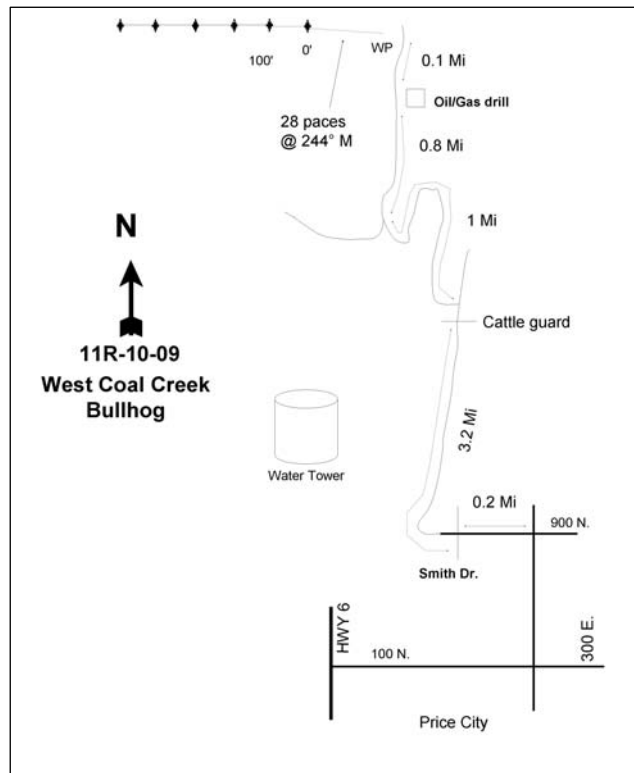 100'
0'
WP
0.1 Mi
Oil/Gas drill
28 paces
@ 244° M
0.8 Mi
N
1 Mi
Cattle guard
11R-10-09
West Coal Creek
Bullhog
3.2 Mi
Water Tower
0.2 Mi
900 N.
Smith Dr.
HWY 6
100 N.
300 E.
Price City